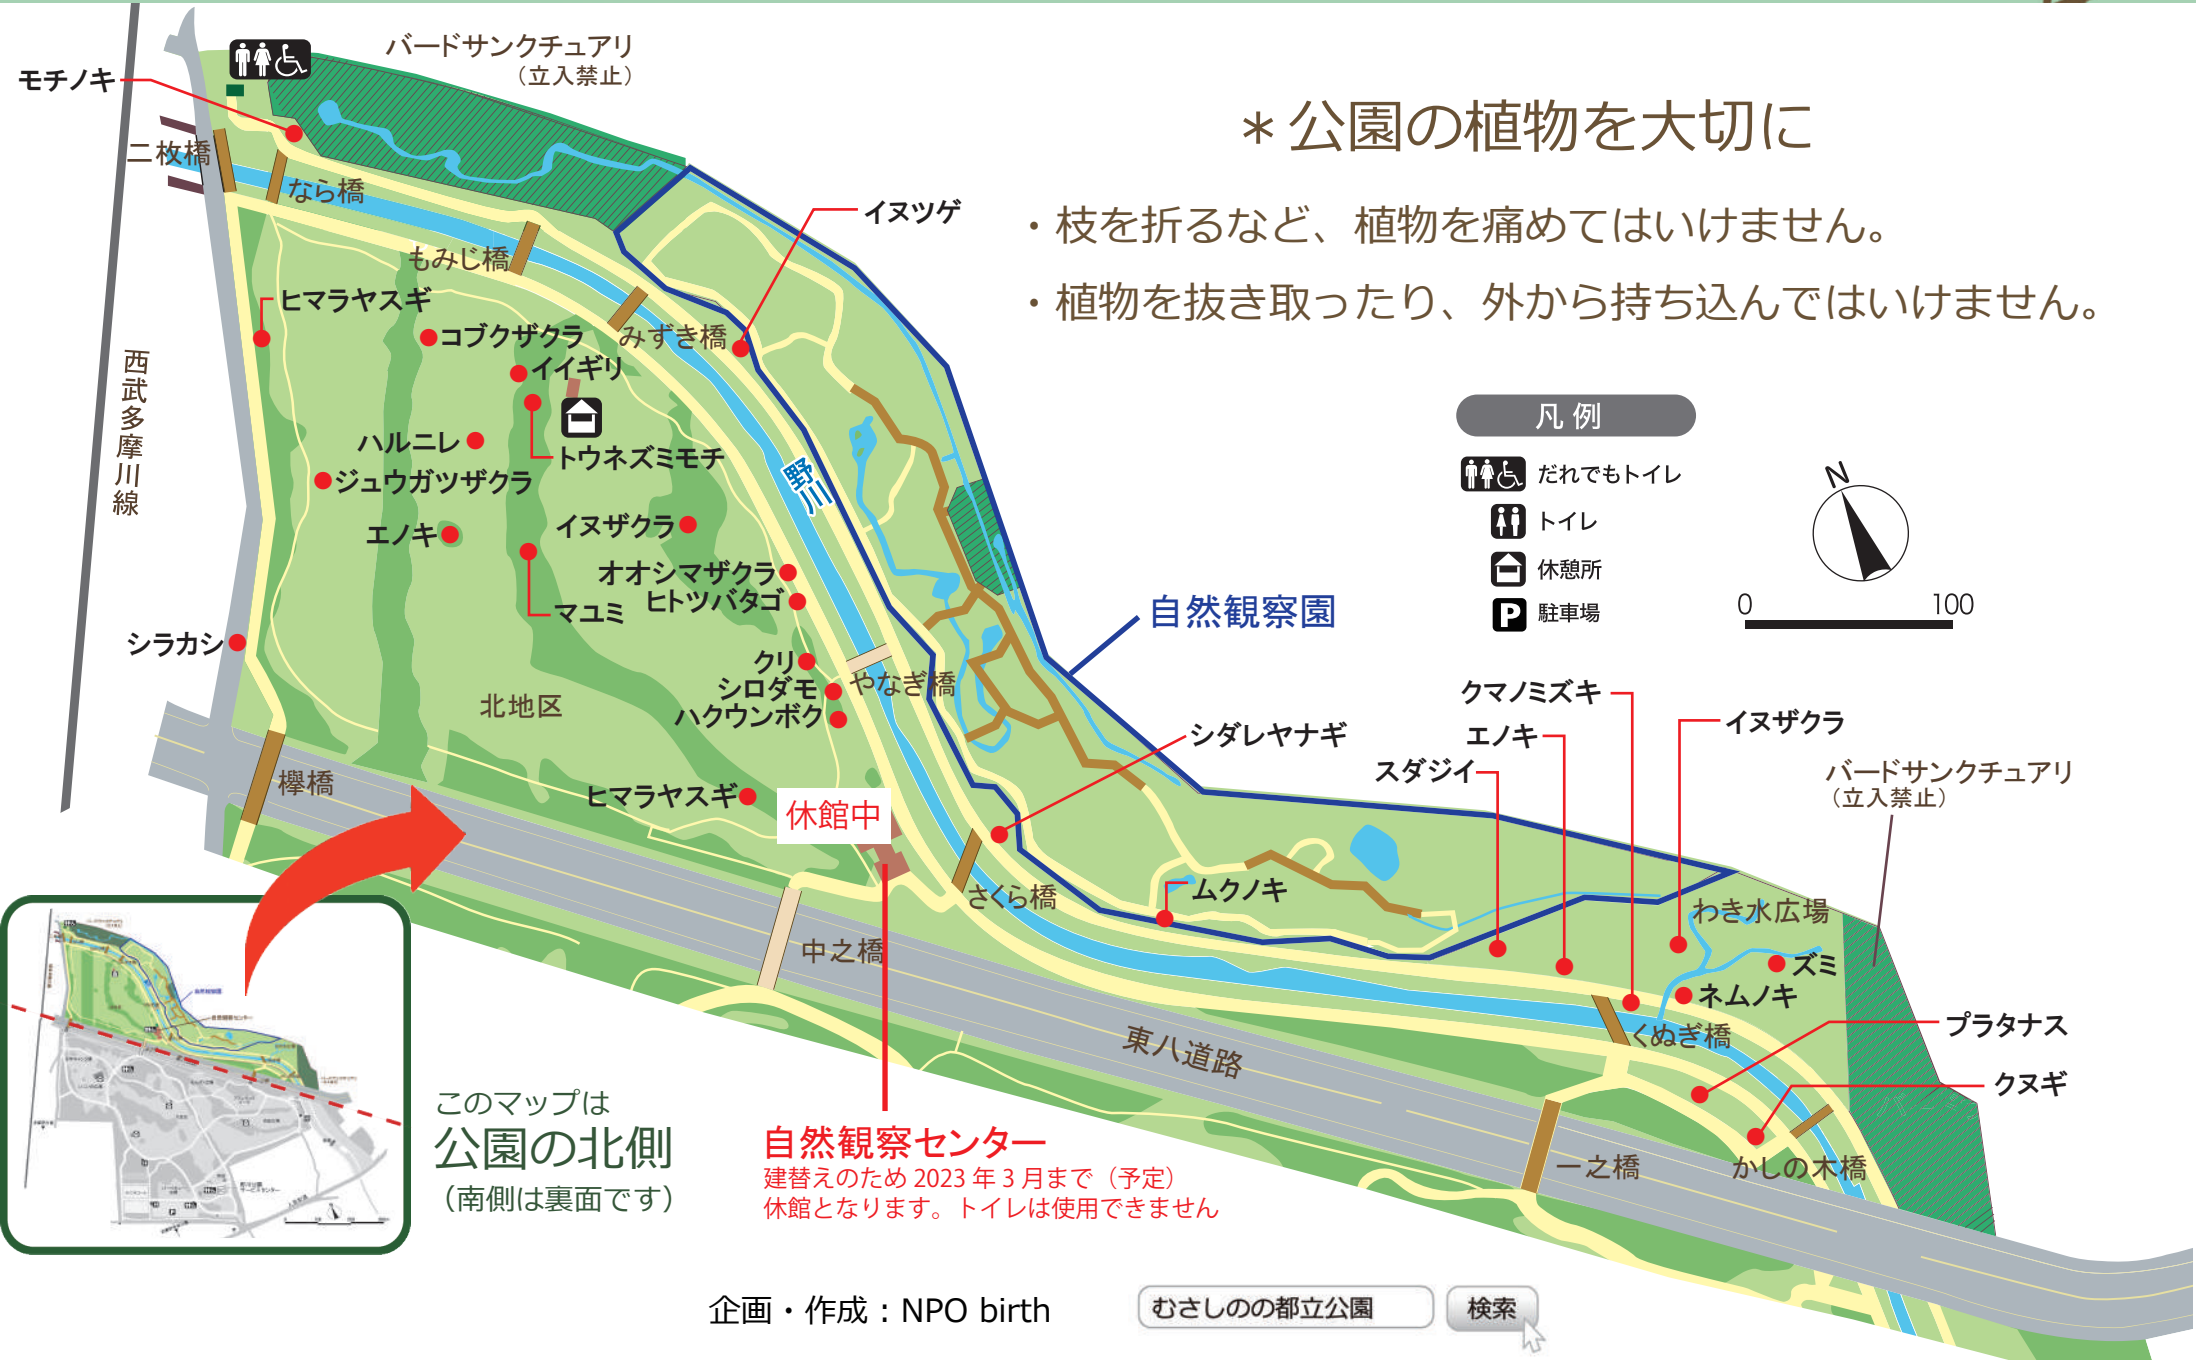 バードサンクチュアリ
（立入禁止）
モチノキ
＊公園の植物を大切に
二枚橋
なら橋
イヌツゲ
・枝を折るなど、植物を痛めてはいけません。
もみじ橋
・植物を抜き取ったり、外から持ち込んではいけません。
ヒマラヤスギ
コブクザクラ
みずき橋
イイギリ
西武多摩川線
凡例
ハルニレ
トウネズミモチ
だれでもトイレ
N
ジュウガツザクラ
野川
トイレ
エノキ
イヌザクラ
休憩所
オオシマザクラ
ヒトツバタゴ
マユミ
自然観察園
駐車場
0
100
シラカシ
クリ
シロダモ
やなぎ橋
クマノミズキ
北地区
ハクウンボク
シダレヤナギ
エノキ
イヌザクラ
スダジイ
バードサンクチュアリ
（立入禁止）
欅橋
ヒマラヤスギ
休館中
さくら橋
ムクノキ
わき水広場
中之橋
ズミ
ネムノキ
東八道路
くぬぎ橋
プラタナス
クヌギ
このマップは
公園の北側
（南側は裏面です）
自然観察センター
建替えのため 2023 年 3 月まで（予定）
休館となります。トイレは使用できません
一之橋
かしの木橋
企画・作成：NPO birth
むさしのの都立公園
検索